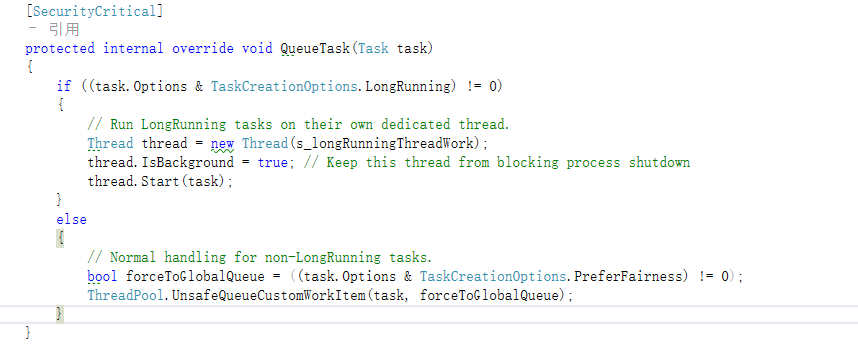 [SecurityCritical]
- 引用
protected internal override void QueueTask(Task task)
{
if ((task.Options & TaskCreationOptions.LongRunning) != 0)
{
// Run LongRunning tasks on their own dedicated thread.
Thread thread = new Thread(s_longRunningThreadWork);
thread.IsBackground = true; // Keep this thread from blocking process shutdown
thread.Start(task);
}
else
{
// Normal handling for non-LongRunning tasks.
bool forceToGlobalQueue = ((task.Options & TaskCreationOptions.PreferFairness) != 0);
ThreadPool.UnsafeQueueCustomWorkItem(task, forceToGlobalQueue);
}
}